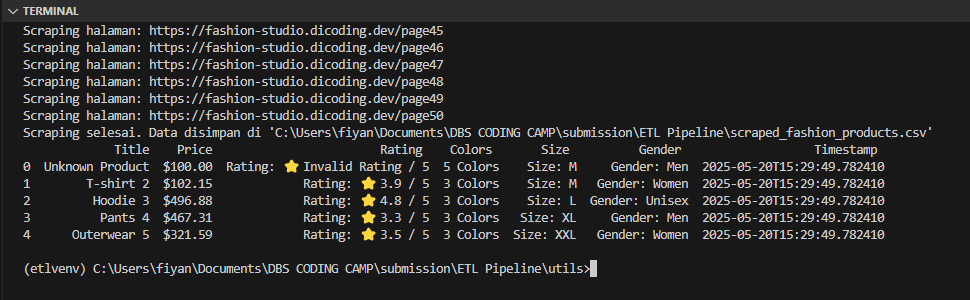 TERMINAL
Scraping halaman: https://fashion-studio.dicoding.dev/page45
Scraping halaman: https://fashion-studio.dicoding.dev/page46
Scraping halaman: https://fashion-studio.dicoding.dev/page47
Scraping halaman: https://fashion-studio.dicoding.dev/page48
Scraping halaman: https://fashion-studio.dicoding.dev/page49
Scraping halaman: https://fashion-studio.dicoding.dev/page50
Scraping selesai. Data disimpan di 'C:\Users\fiyan\Documents\DBS CODING CAMP\submission\ETL Pipeline\scraped_fashion_products.csv'
Title Price Rating Colors Size Gender Timestamp
0 Unknown Product $100.00 Rating: ⭐ Invalid Rating / 5 5 Colors Size: M Gender: Men 2025-05-20T15:29:49.782410
1 T-shirt 2 $102.15 Rating: ⭐ 3.9 / 5 3 Colors Size: M Gender: Women 2025-05-20T15:29:49.782410
2 Hoodie 3 $496.88 Rating: ⭐ 4.8 / 5 3 Colors Size: L Gender: Unisex 2025-05-20T15:29:49.782410
3 Pants 4 $467.31 Rating: ⭐ 3.3 / 5 3 Colors Size: XL Gender: Men 2025-05-20T15:29:49.782410
4 Outerwear 5 $321.59 Rating: ⭐ 3.5 / 5 3 Colors Size: XXL Gender: Women 2025-05-20T15:29:49.782410
(etlvenv) C:\Users\fiyan\Documents\DBS CODING CAMP\submission\ETL Pipeline\utils>